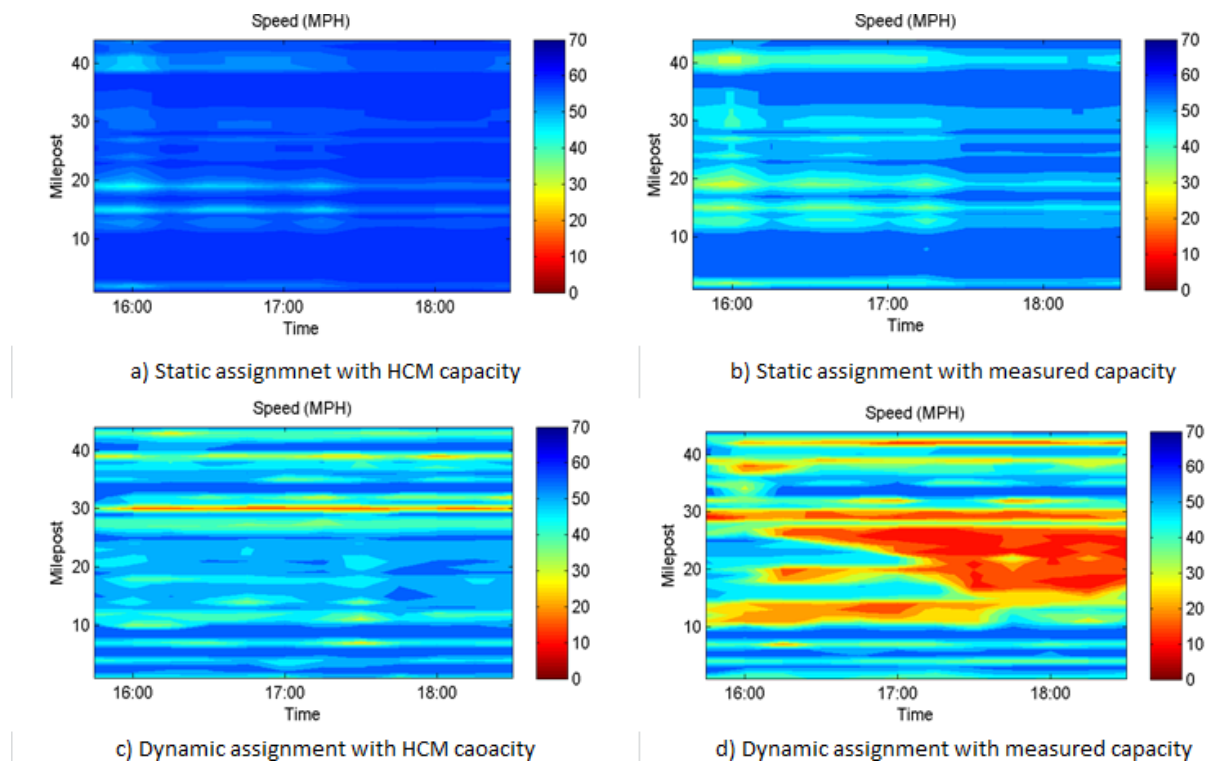 Speed (MPH)
Milepost
40
30
20
10
16:00 17:00 18:00
Time
70
60
50
40
30
20
10
0
a) Static assignmnet with HCM capacity
Speed (MPH)
Milepost
40
30
20
10
16:00 17:00 18:00
Time
70
60
50
40
30
20
10
0
b) Static assignment with measured capacity
Speed (MPH)
Milepost
40
30
20
10
16:00 17:00 18:00
Time
70
60
50
40
30
20
10
0
c) Dynamic assignment with HCM caoacity
Speed (MPH)
Milepost
40
30
20
10
16:00 17:00 18:00
Time
70
60
50
40
30
20
10
0
d) Dynamic assignment with measured capacity